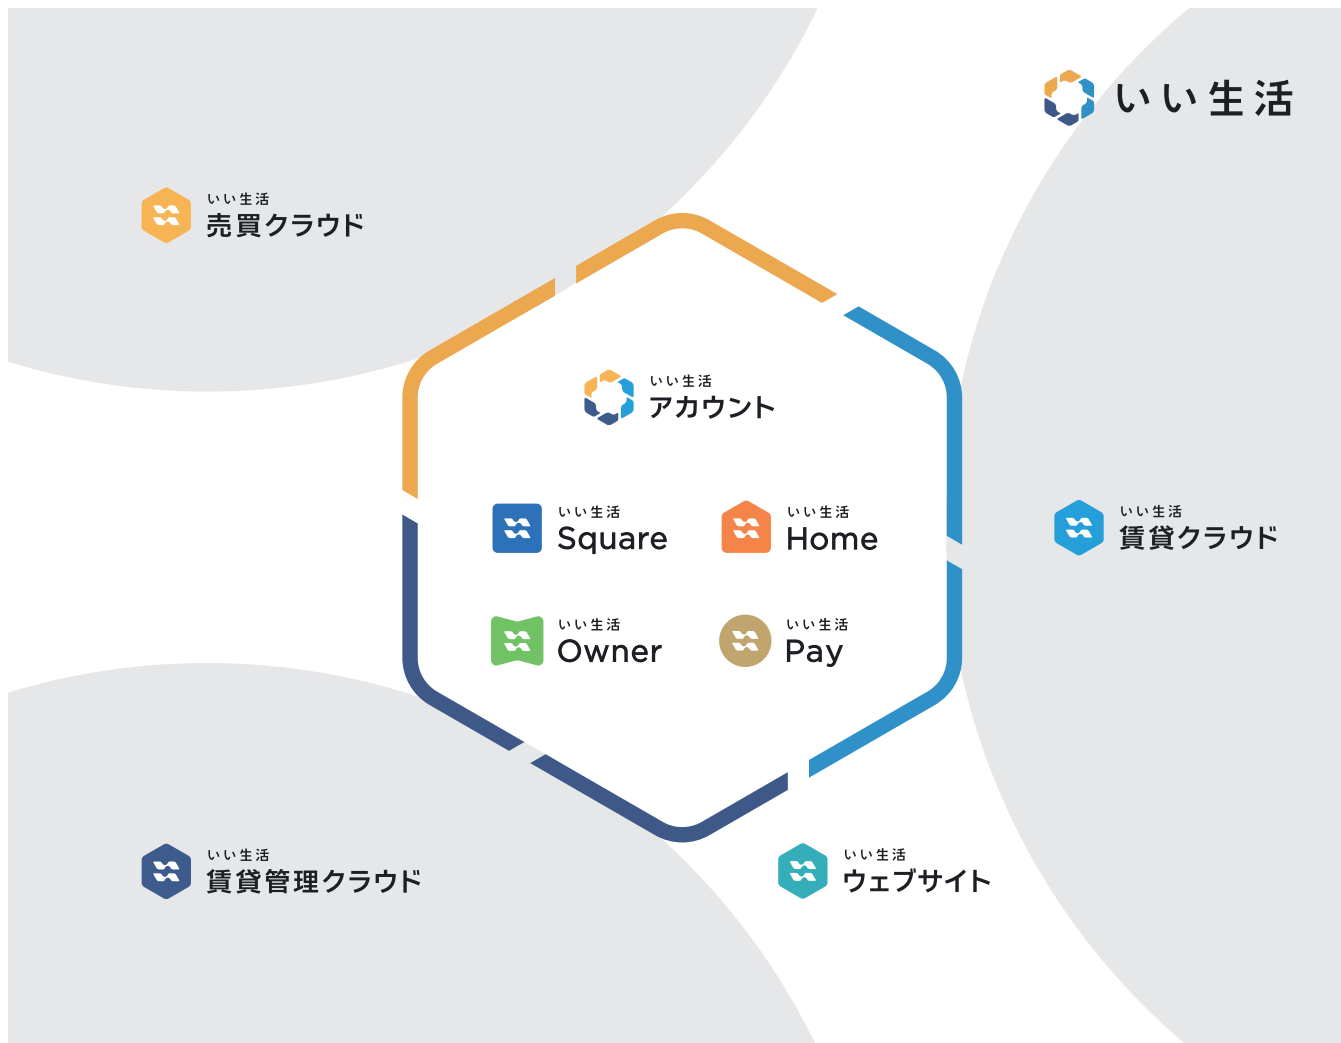 いい生活
いい生活
売買クラウド
いい生活
アカウント
いい生活
Square
いい生活
Home
いい生活
賃貸クラウド
いい生活
Owner
いい生活
Pay
いい生活
賃貸管理クラウド
いい生活
ウェブサイト